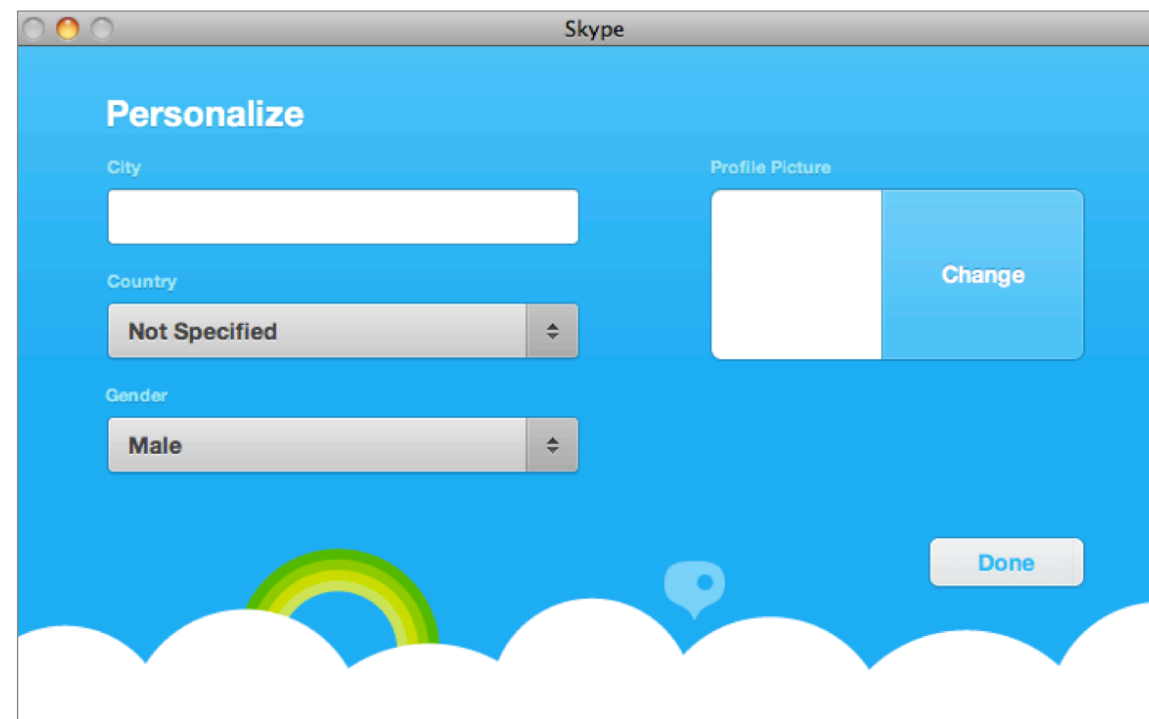 Skype
Personalize
City
Profile Picture
Change
Country
Not Specified
Gender
Male
Done